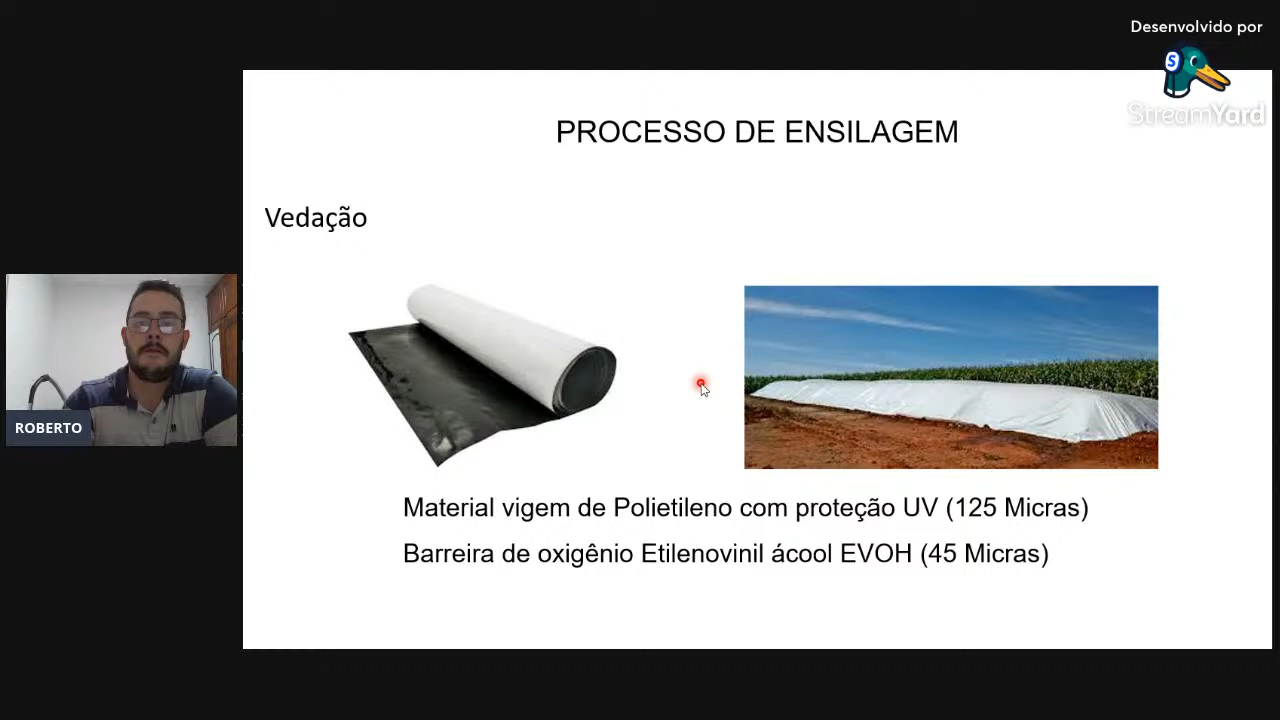 Desenvolvido por
S
StreamYard
PROCESSO DE ENSILAGEM
Vedação
ROBERTO
Material vigem de Polietileno com proteção UV (125 Micras)
Barreira de oxigênio Etilenovinil ácool EVOH (45 Micras)